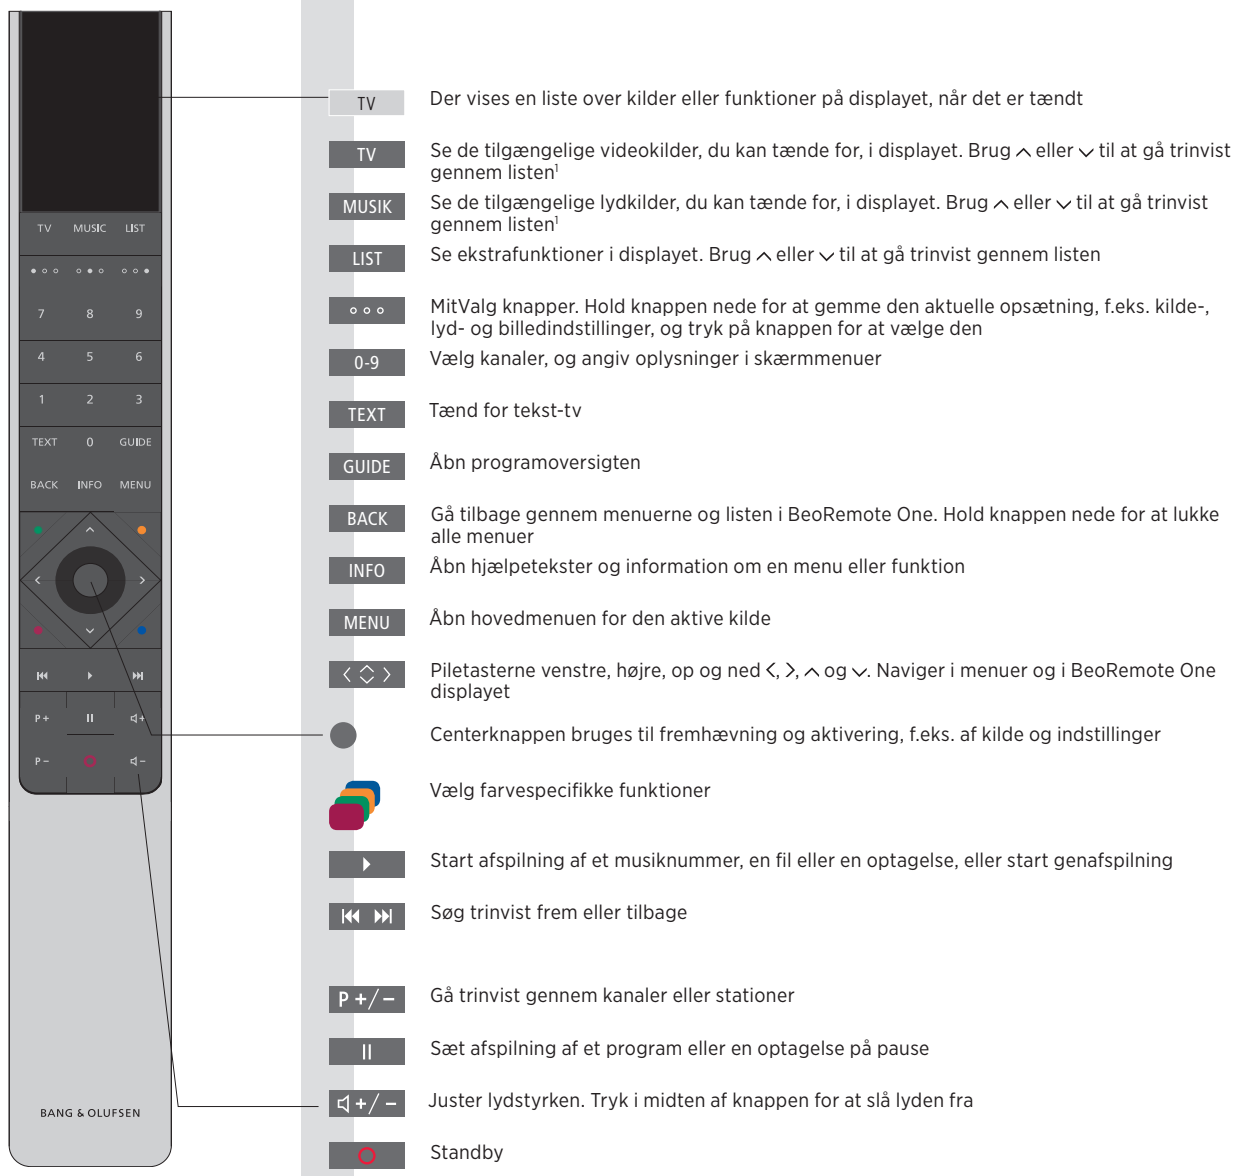 TV Der vises en liste over kilder eller funktioner på displayet, når det er tændt
TV Se de tilgængelige videokilder, du kan tænde for, i displayet. Brug ∧ eller ∨ til at gå trinvist
gennem listen¹
MUSIK Se de tilgængelige lydkilder, du kan tænde for, i displayet. Brug ∧ eller ∨ til at gå trinvist
gennem listen¹
LIST Se ekstrafunktioner i displayet. Brug ∧ eller ∨ til at gå trinvist gennem listen
MitValg knapper. Hold knappen nede for at gemme den aktuelle opsætning, f.eks. kilde-,
lyd- og billedindstillinger, og tryk på knappen for at vælge den
0-9 Vælg kanaler, og angiv oplysninger i skærmmenuer
TEXT Tænd for tekst-tv
GUIDE Åbn programoversigten
BACK Gå tilbage gennem menuerne og listen i BeoRemote One. Hold knappen nede for at lukke
alle menuer
INFO Åbn hjælpetekster og information om en menu eller funktion
MENU Åbn hovedmenuen for den aktive kilde
Piletasterne venstre, højre, op og ned <, >, ∧ og ∨. Naviger i menuer og i BeoRemote One
displayet
Centerknappen bruges til fremhævning og aktivering, f.eks. af kilde og indstillinger
Vælg farvespecifikke funktioner
Start afspilning af et musiknummer, en fil eller en optagelse, eller start genafspilning
Søg trinvist frem eller tilbage
P +/− Gå trinvist gennem kanaler eller stationer
Sæt afspilning af et program eller en optagelse på pause
+/− Juster lydstyrken. Tryk i midten af knappen for at slå lyden fra
Standby
TV MUSIC LIST
7 8 9
4 5 6
1 2 3
TEXT 0 GUIDE
BACK INFO MENU
P+ +
P− −
BANG & OLUFSEN